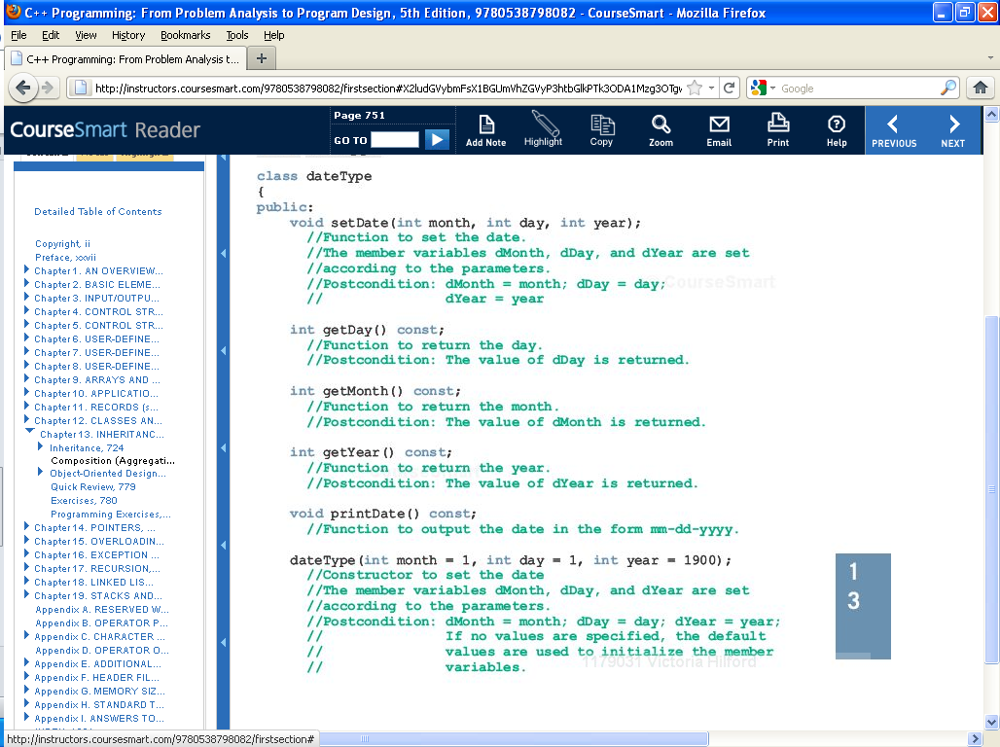 C++ Programming: From Problem Analysis to Program Design, 5th Edition, 9780538798082 - CourseSmart - Mozilla Firefox
File Edit View History Bookmarks Tools Help
C++ Programming: From Problem Analysis t...
http://instructors.coursesmart.com/9780538798082/firstsection#X2ludGVybmFsX1BGUmVhZGVyP3htbGlkPTk3ODA1Mzg3OTgw
Google
CourseSmart Reader
Page 751
GO TO
Add Note Highlight Copy Zoom Email Print Help PREVIOUS NEXT
Detailed Table of Contents
Copyright, ii
Preface, xxvii
Chapter 1. AN OVERVIEW...
Chapter 2. BASIC ELEME...
Chapter 3. INPUT/OUTPU...
Chapter 4. CONTROL STR...
Chapter 5. CONTROL STR...
Chapter 6. USER-DEFINE...
Chapter 7. USER-DEFINE...
Chapter 8. USER-DEFINE...
Chapter 9. ARRAYS AND ...
Chapter 10. APPLICATIO...
Chapter 11. RECORDS (s...
Chapter 12. CLASSES AN...
Chapter 13. INHERITANC...
Inheritance, 724
Composition (Aggregati...
Object-Oriented Design...
Quick Review, 779
Exercises, 780
Programming Exercises,...
Chapter 14. POINTERS, ...
Chapter 15. OVERLOADIN...
Chapter 16. EXCEPTION ...
Chapter 17. RECURSION,...
Chapter 18. LINKED LIS...
Chapter 19. STACKS AND...
Appendix A. RESERVED W...
Appendix B. OPERATOR P...
Appendix C. CHARACTER ...
Appendix D. OPERATOR O...
Appendix E. ADDITIONAL...
Appendix F. HEADER FIL...
Appendix G. MEMORY SIZ...
Appendix H. STANDARD T...
Appendix I. ANSWERS TO...
class dateType
{
public:
void setDate(int month, int day, int year);
//Function to set the date.
//The member variables dMonth, dDay, and dYear are set
//according to the parameters.
//Postcondition: dMonth = month; dDay = day;
// dYear = year
CourseSmart
int getDay() const;
//Function to return the day.
//Postcondition: The value of dDay is returned.
int getMonth() const;
//Function to return the month.
//Postcondition: The value of dMonth is returned.
int getYear() const;
//Function to return the year.
//Postcondition: The value of dYear is returned.
void printDate() const;
//Function to output the date in the form mm-dd-yyyy.
dateType(int month = 1, int day = 1, int year = 1900);
//Constructor to set the date
//The member variables dMonth, dDay, and dYear are set
//according to the parameters.
//Postcondition: dMonth = month; dDay = day; dYear = year;
// If no values are specified, the default
// values are used to initialize the member
// variables.
1179031 Victoria Hilford
1
3
http://instructors.coursesmart.com/9780538798082/firstsection#